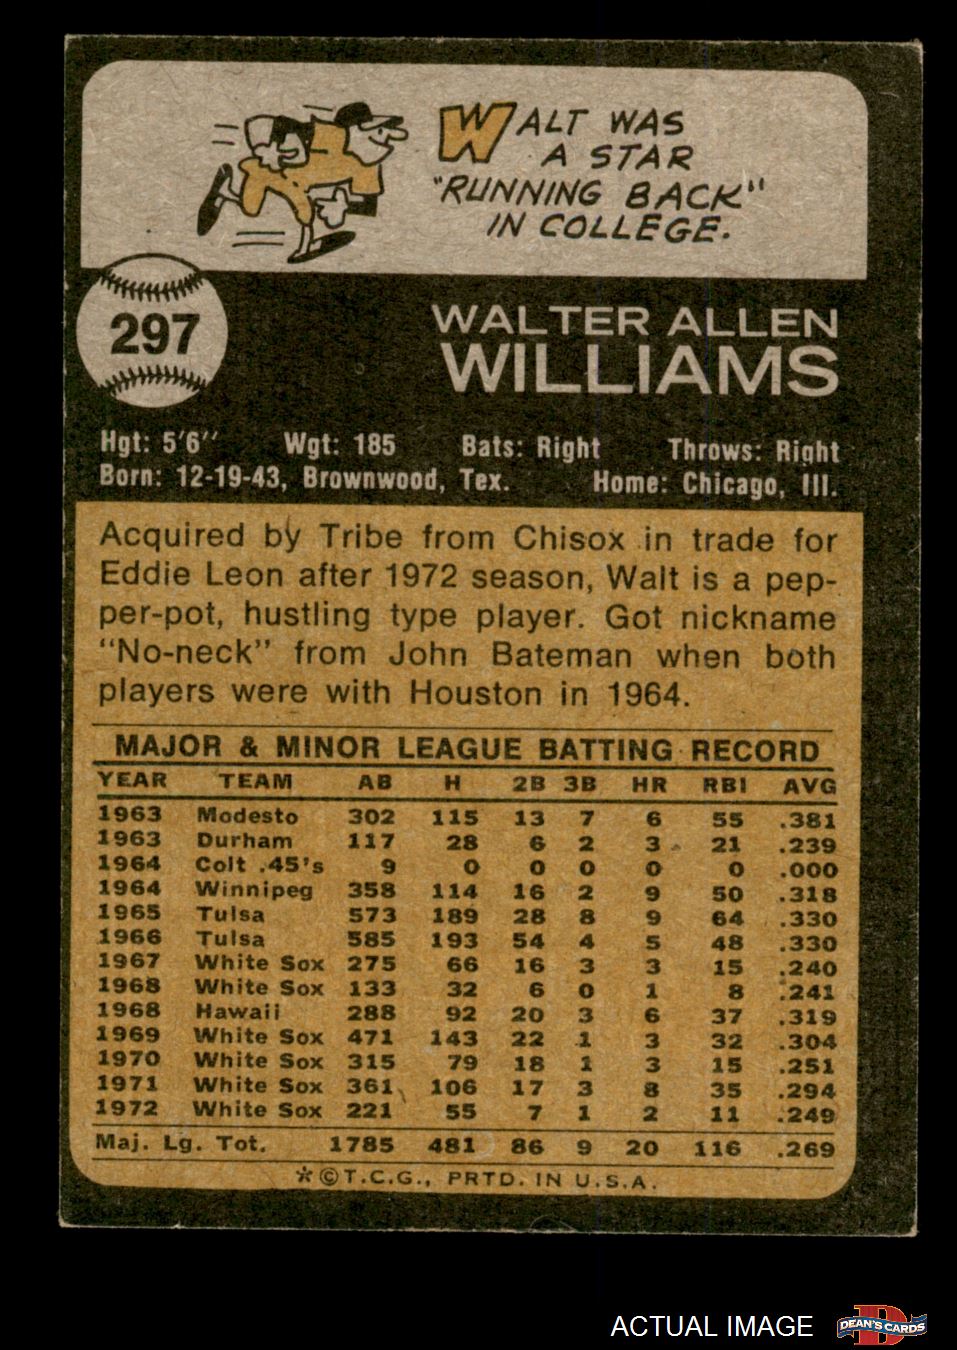 WALT WAS
A STAR
"RUNNING BACK"
IN COLLEGE.
297
WALTER ALLEN
WILLIAMS
Hgt: 5'6" Wgt: 185 Bats: Right Throws: Right
Born: 12-19-43, Brownwood, Tex. Home: Chicago, Ill.
Acquired by Tribe from Chisox in trade for
Eddie Leon after 1972 season, Walt is a pep-
per-pot, hustling type player. Got nickname
"No-neck" from John Bateman when both
players were with Houston in 1964.
MAJOR & MINOR LEAGUE BATTING RECORD
YEAR TEAM AB H 2B 3B HR RBI AVG
1963 Modesto 302 115 13 7 6 55 .381
1963 Durham 117 28 6 2 3 21 .239
1964 Colt .45's 9 0 0 0 0 0 .000
1964 Winnipeg 358 114 16 2 9 50 .318
1965 Tulsa 573 189 28 8 9 64 .330
1966 Tulsa 585 193 54 4 5 48 .330
1967 White Sox 275 66 16 3 3 15 .240
1968 White Sox 133 32 6 0 1 8 .241
1968 Hawaii 288 92 20 3 6 37 .319
1969 White Sox 471 143 22 1 3 32 .304
1970 White Sox 315 79 18 1 3 15 .251
1971 White Sox 361 106 17 3 8 35 .294
1972 White Sox 221 55 7 1 2 11 .249
Maj. Lg. Tot. 1785 481 86 9 20 116 .269
*©T.C.G., PRTD. IN U.S.A.
ACTUAL IMAGE DEAN'S CARDS